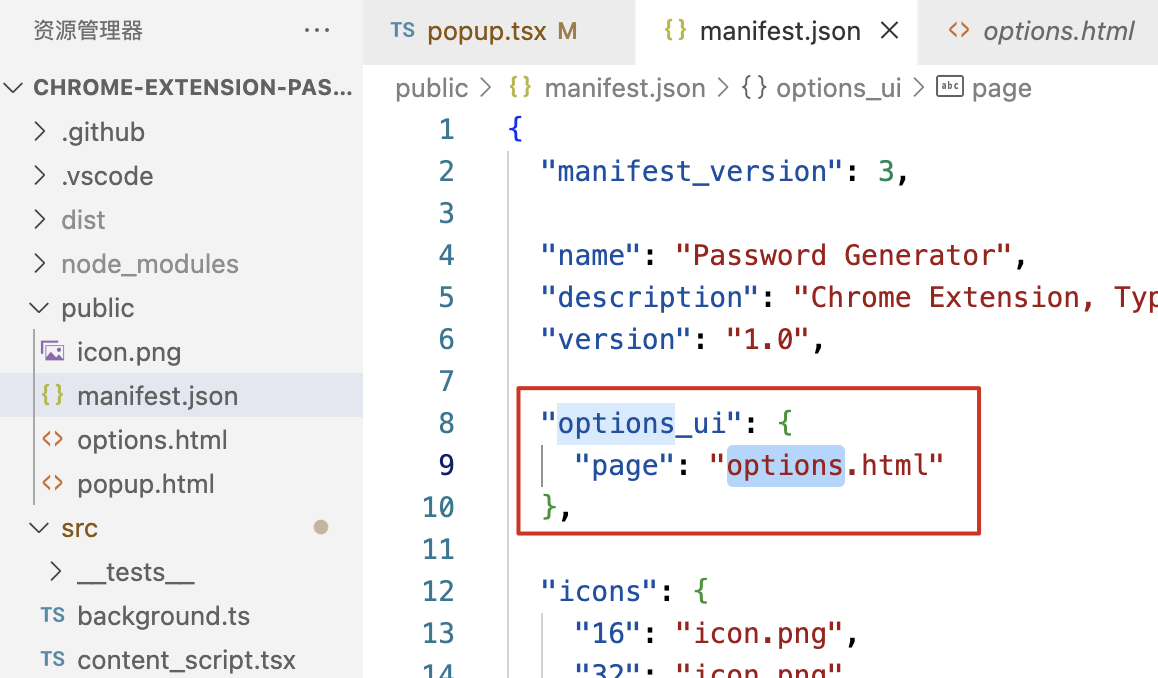 资源管理器 ···
CHROME-EXTENSION-PAS...
.github
.vscode
dist
node_modules
public
icon.png
{} manifest.json
<> options.html
<> popup.html
src
__tests__
TS background.ts
TS content_script.tsx
TS popup.tsx M
{} manifest.json ×
<> options.html
public > {} manifest.json > {} options_ui > abc page
1 {
2 "manifest_version": 3,
3
4 "name": "Password Generator",
5 "description": "Chrome Extension, Typ
6 "version": "1.0",
7
8 "options_ui": {
9 "page": "options.html"
10 },
11
12 "icons": {
13 "16": "icon.png",
14 "32": "icon.png"